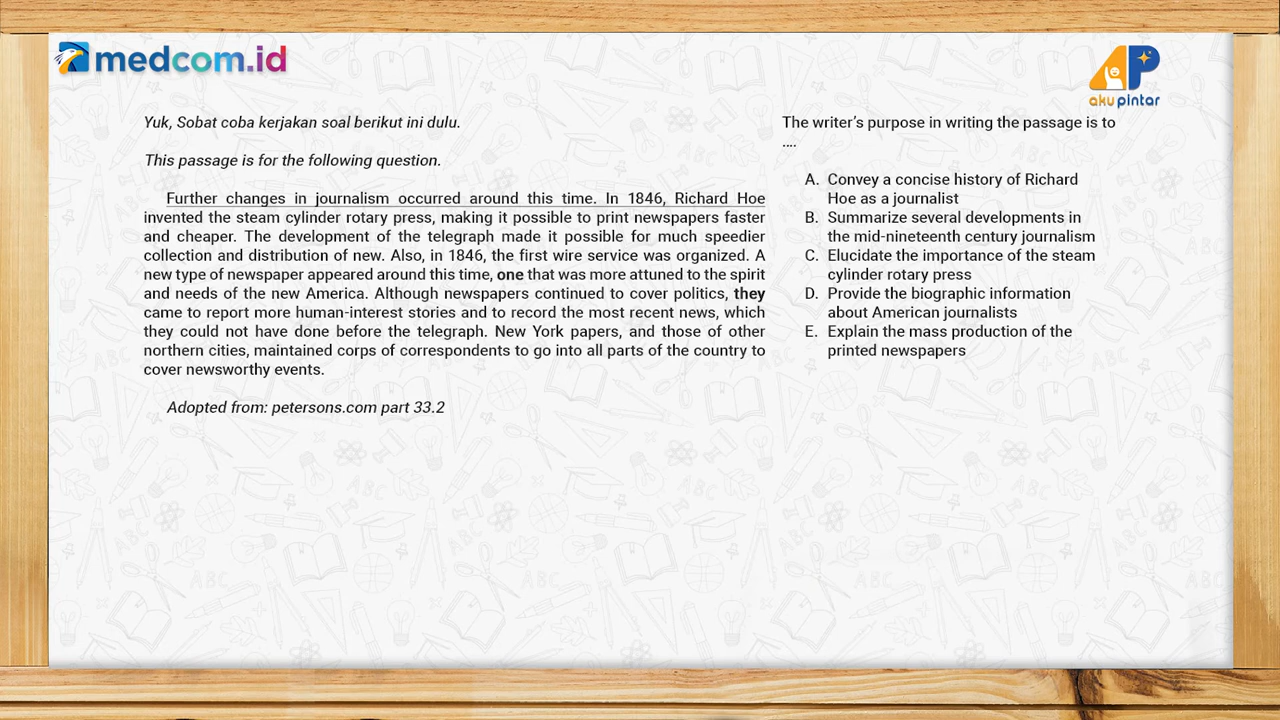 medcom.id
AP
aku pintar
Yuk, Sobat coba kerjakan soal berikut ini dulu.
This passage is for the following question.
Further changes in journalism occurred around this time. In 1846, Richard Hoe
invented the steam cylinder rotary press, making it possible to print newspapers faster
and cheaper. The development of the telegraph made it possible for much speedier
collection and distribution of new. Also, in 1846, the first wire service was organized. A
new type of newspaper appeared around this time, one that was more attuned to the spirit
and needs of the new America. Although newspapers continued to cover politics, they
came to report more human-interest stories and to record the most recent news, which
they could not have done before the telegraph. New York papers, and those of other
northern cities, maintained corps of correspondents to go into all parts of the country to
cover newsworthy events.
Adopted from: petersons.com part 33.2
The writer's purpose in writing the passage is to
....
A. Convey a concise history of Richard
Hoe as a journalist
B. Summarize several developments in
the mid-nineteenth century journalism
C. Elucidate the importance of the steam
cylinder rotary press
D. Provide the biographic information
about American journalists
E. Explain the mass production of the
printed newspapers